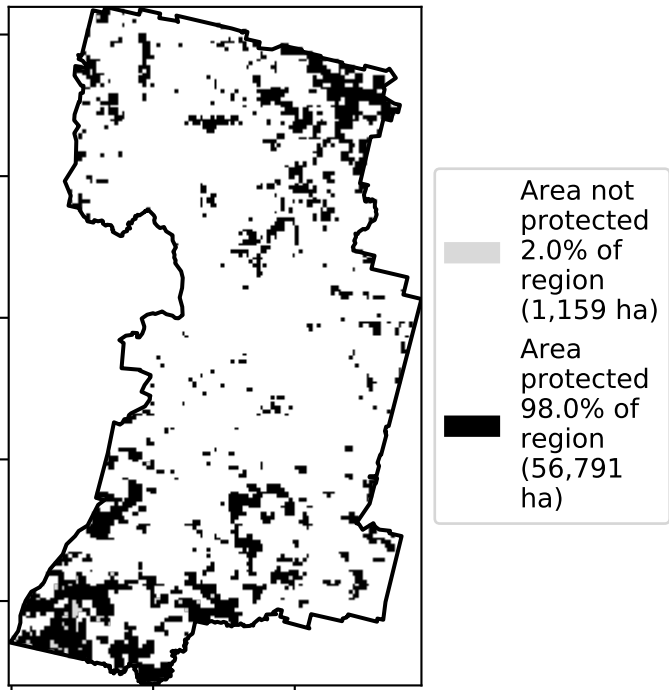 Area not
protected
2.0% of
region
(1,159 ha)
Area
protected
98.0% of
region
(56,791
ha)